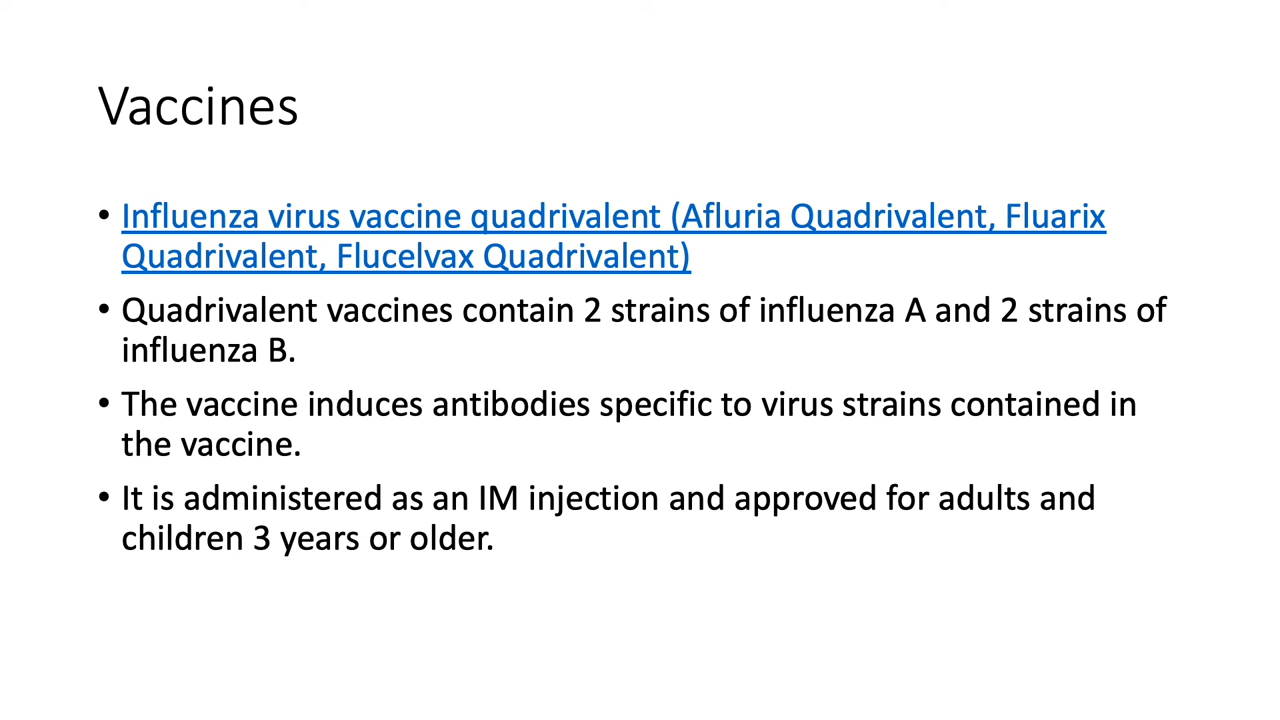 Vaccines
• Influenza virus vaccine quadrivalent (Afluria Quadrivalent, Fluarix
Quadrivalent, Flucelvax Quadrivalent)
• Quadrivalent vaccines contain 2 strains of influenza A and 2 strains of
influenza B.
• The vaccine induces antibodies specific to virus strains contained in
the vaccine.
• It is administered as an IM injection and approved for adults and
children 3 years or older.